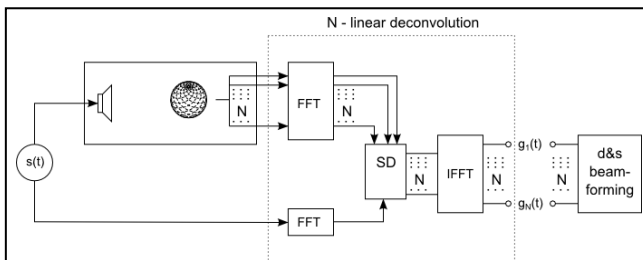 N - linear deconvolution
N
FFT
N
s(t)
SD
N
IFFT
g1(t)
N
gN(t)
N
d&s
beam-
forming
FFT